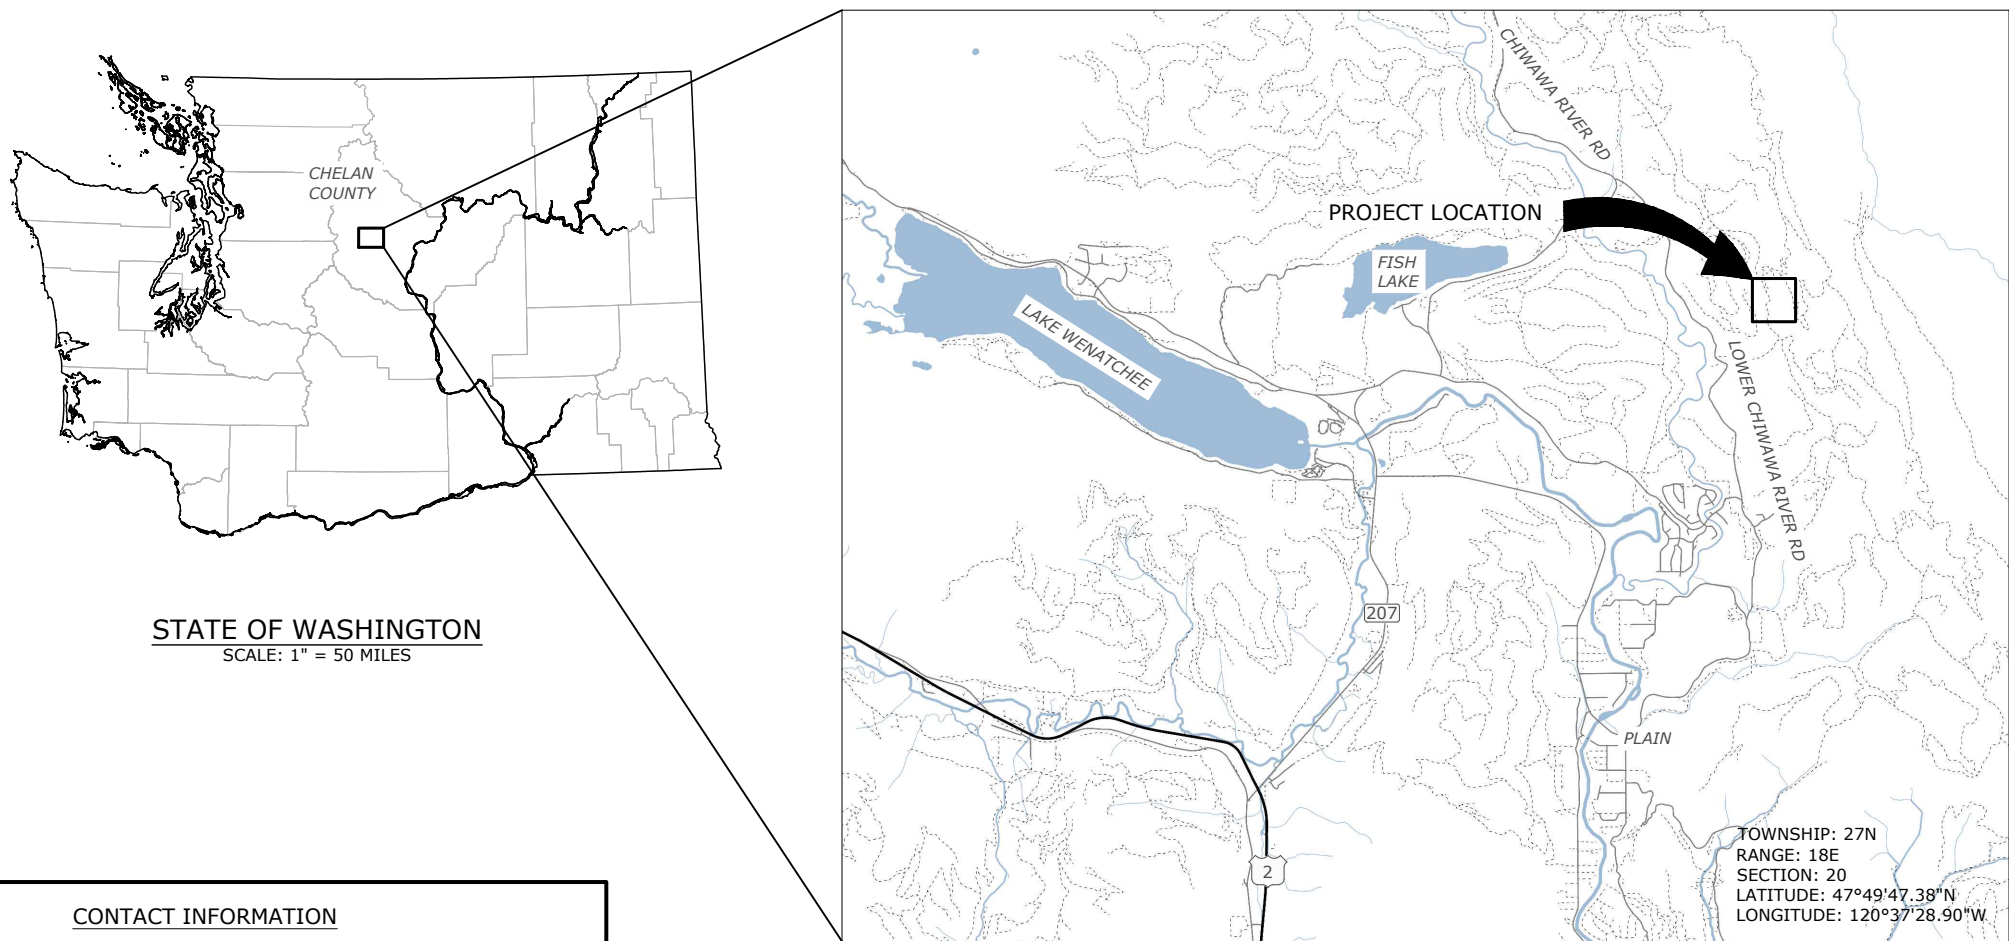 CHELAN
COUNTY
STATE OF WASHINGTON
SCALE: 1" = 50 MILES
CONTACT INFORMATION
CHIWAWA RIVER RD
PROJECT LOCATION
FISH
LAKE
LAKE WENATCHEE
LOWER CHIWAWA RIVER RD
207
PLAIN
2
TOWNSHIP: 27N
RANGE: 18E
SECTION: 20
LATITUDE: 47°49'47.38"N
LONGITUDE: 120°37'28.90"W